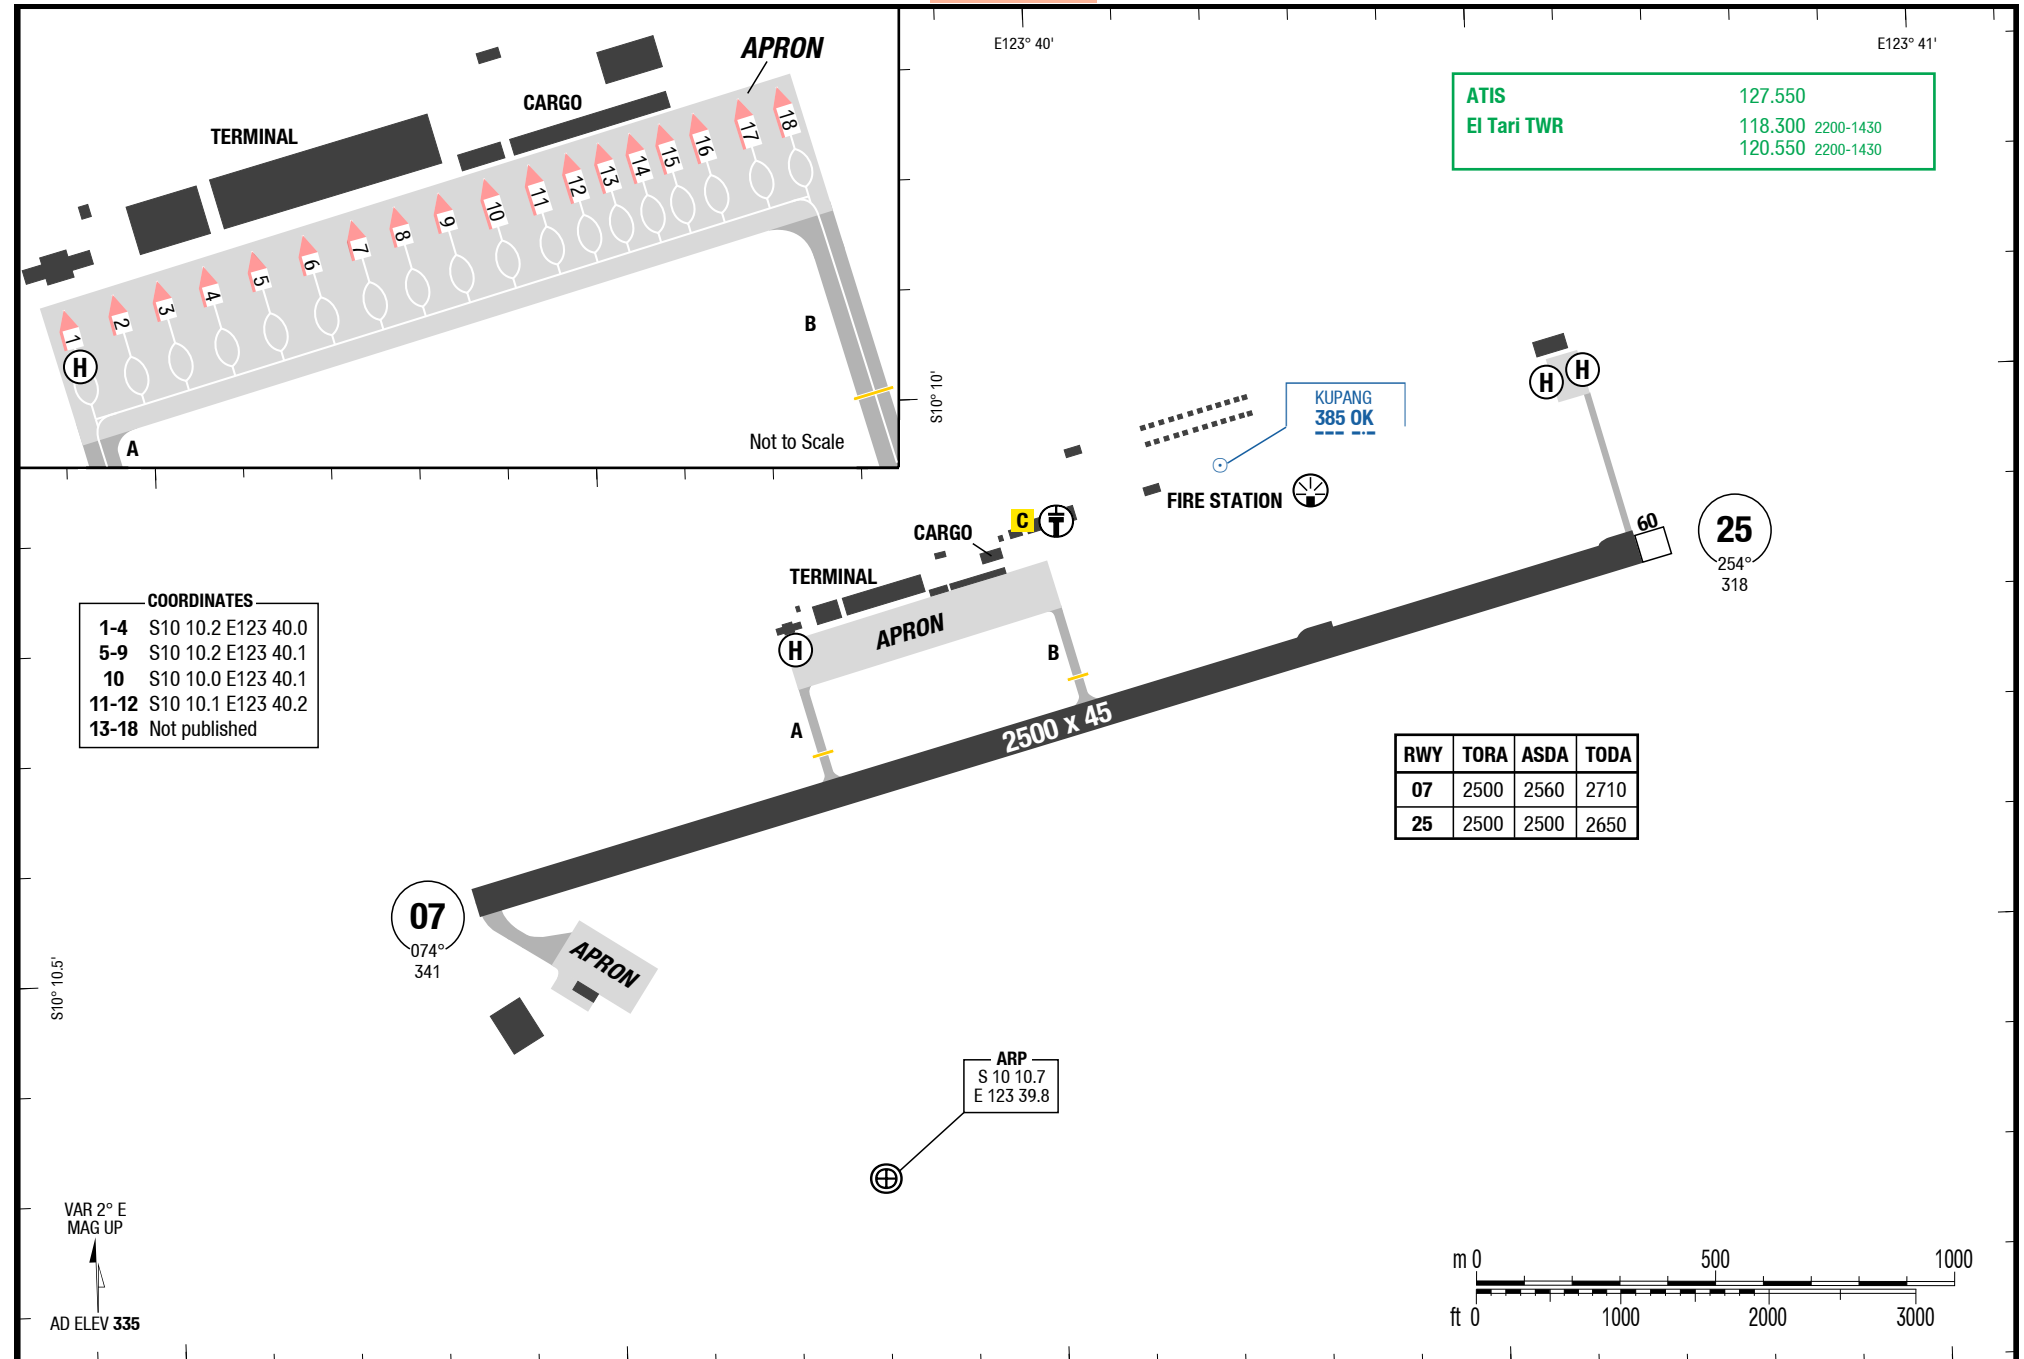 APRON
CARGO
TERMINAL
1
2
3
4
5
6
7
8
9
10
11
12
13
14
15
16
17
18
H
A
B
Not to Scale
E123° 40'
E123° 41'
S10° 10'
ATIS 127.550
El Tari TWR 118.300 2200-1430
120.550 2200-1430
KUPANG
385 OK
H
H
FIRE STATION
C
CARGO
TERMINAL
APRON
H
B
A
60
25
254°
318
COORDINATES
1-4 S10 10.2 E123 40.0
5-9 S10 10.2 E123 40.1
10 S10 10.0 E123 40.1
11-12 S10 10.1 E123 40.2
13-18 Not published
2500 x 45
RWY TORA ASDA TODA
07 2500 2560 2710
25 2500 2500 2650
07
074°
341
APRON
S10° 10.5'
ARP
S 10 10.7
E 123 39.8
VAR 2° E
MAG UP
AD ELEV 335
m 0 500 1000
ft 0 1000 2000 3000